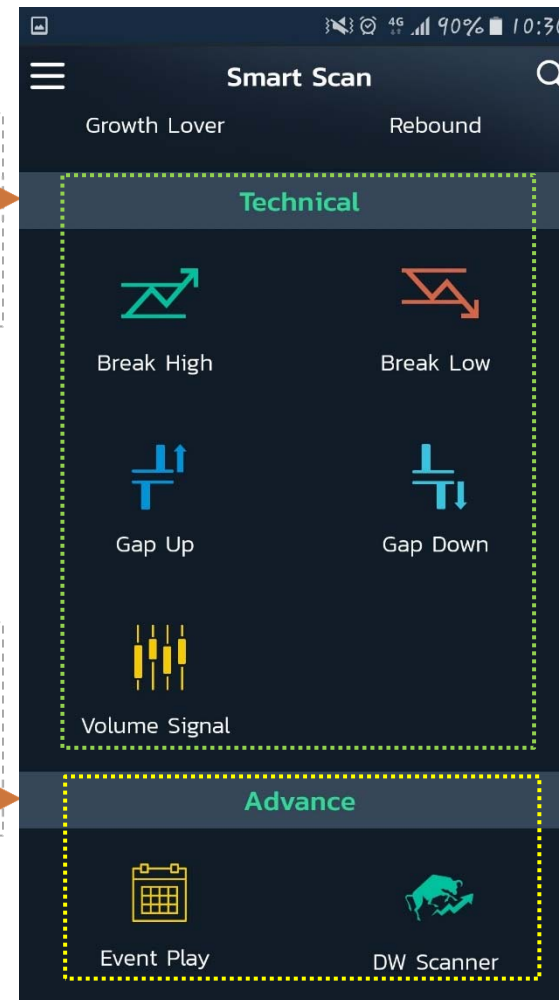 4G 90% 10:30
Smart Scan
Growth Lover Rebound
Technical
Break High Break Low
Gap Up Gap Down
Volume Signal
Advance
Event Play DW Scanner